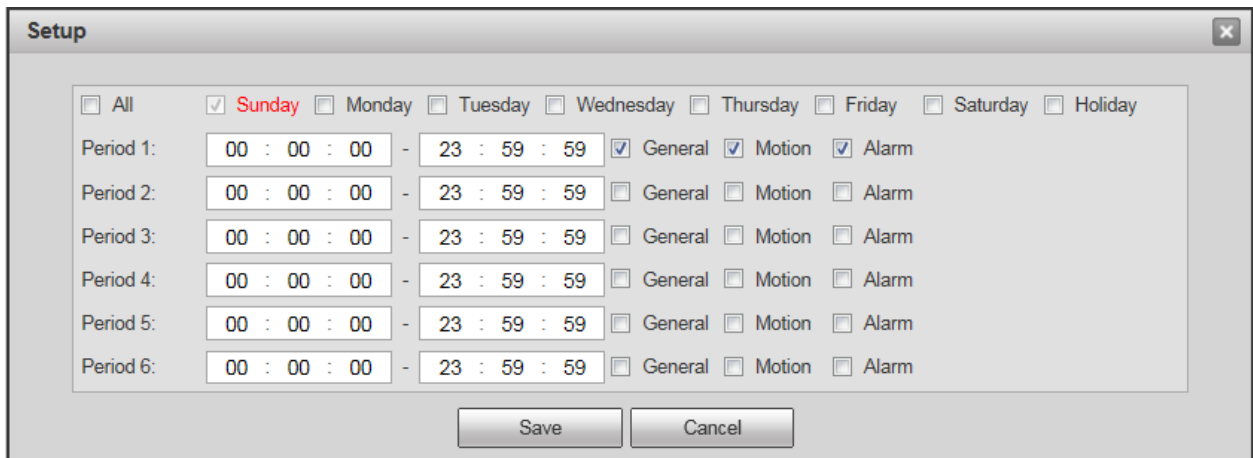 Setup
All Sunday Monday Tuesday Wednesday Thursday Friday Saturday Holiday
Period 1: 00 : 00 : 00 - 23 : 59 : 59 General Motion Alarm
Period 2: 00 : 00 : 00 - 23 : 59 : 59 General Motion Alarm
Period 3: 00 : 00 : 00 - 23 : 59 : 59 General Motion Alarm
Period 4: 00 : 00 : 00 - 23 : 59 : 59 General Motion Alarm
Period 5: 00 : 00 : 00 - 23 : 59 : 59 General Motion Alarm
Period 6: 00 : 00 : 00 - 23 : 59 : 59 General Motion Alarm
Save Cancel